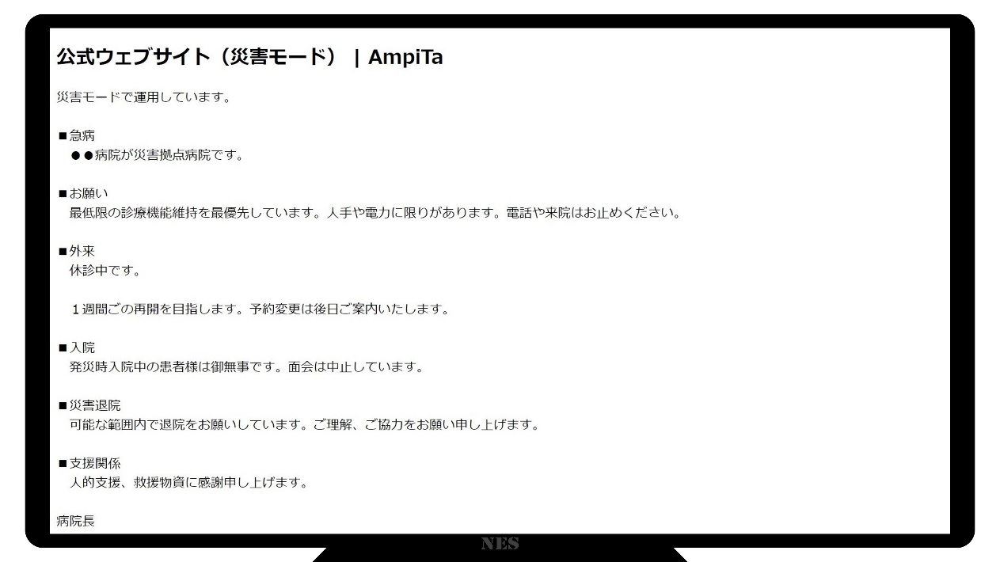 公式ウェブサイト（災害モード） | AmpiTa
災害モードで運用しています。
■急病
●●病院が災害拠点病院です。
■お願い
最低限の診療機能維持を最優先しています。人手や電力に限りがあります。電話や来院はお止めください。
■外来
休診中です。
１週間ごの再開を目指します。予約変更は後日ご案内いたします。
■入院
発災時入院中の患者様は御無事です。面会は中止しています。
■災害退院
可能な範囲内で退院をお願いしています。ご理解、ご協力をお願い申し上げます。
■支援関係
人的支援、救援物資に感謝申し上げます。
病院長
NES